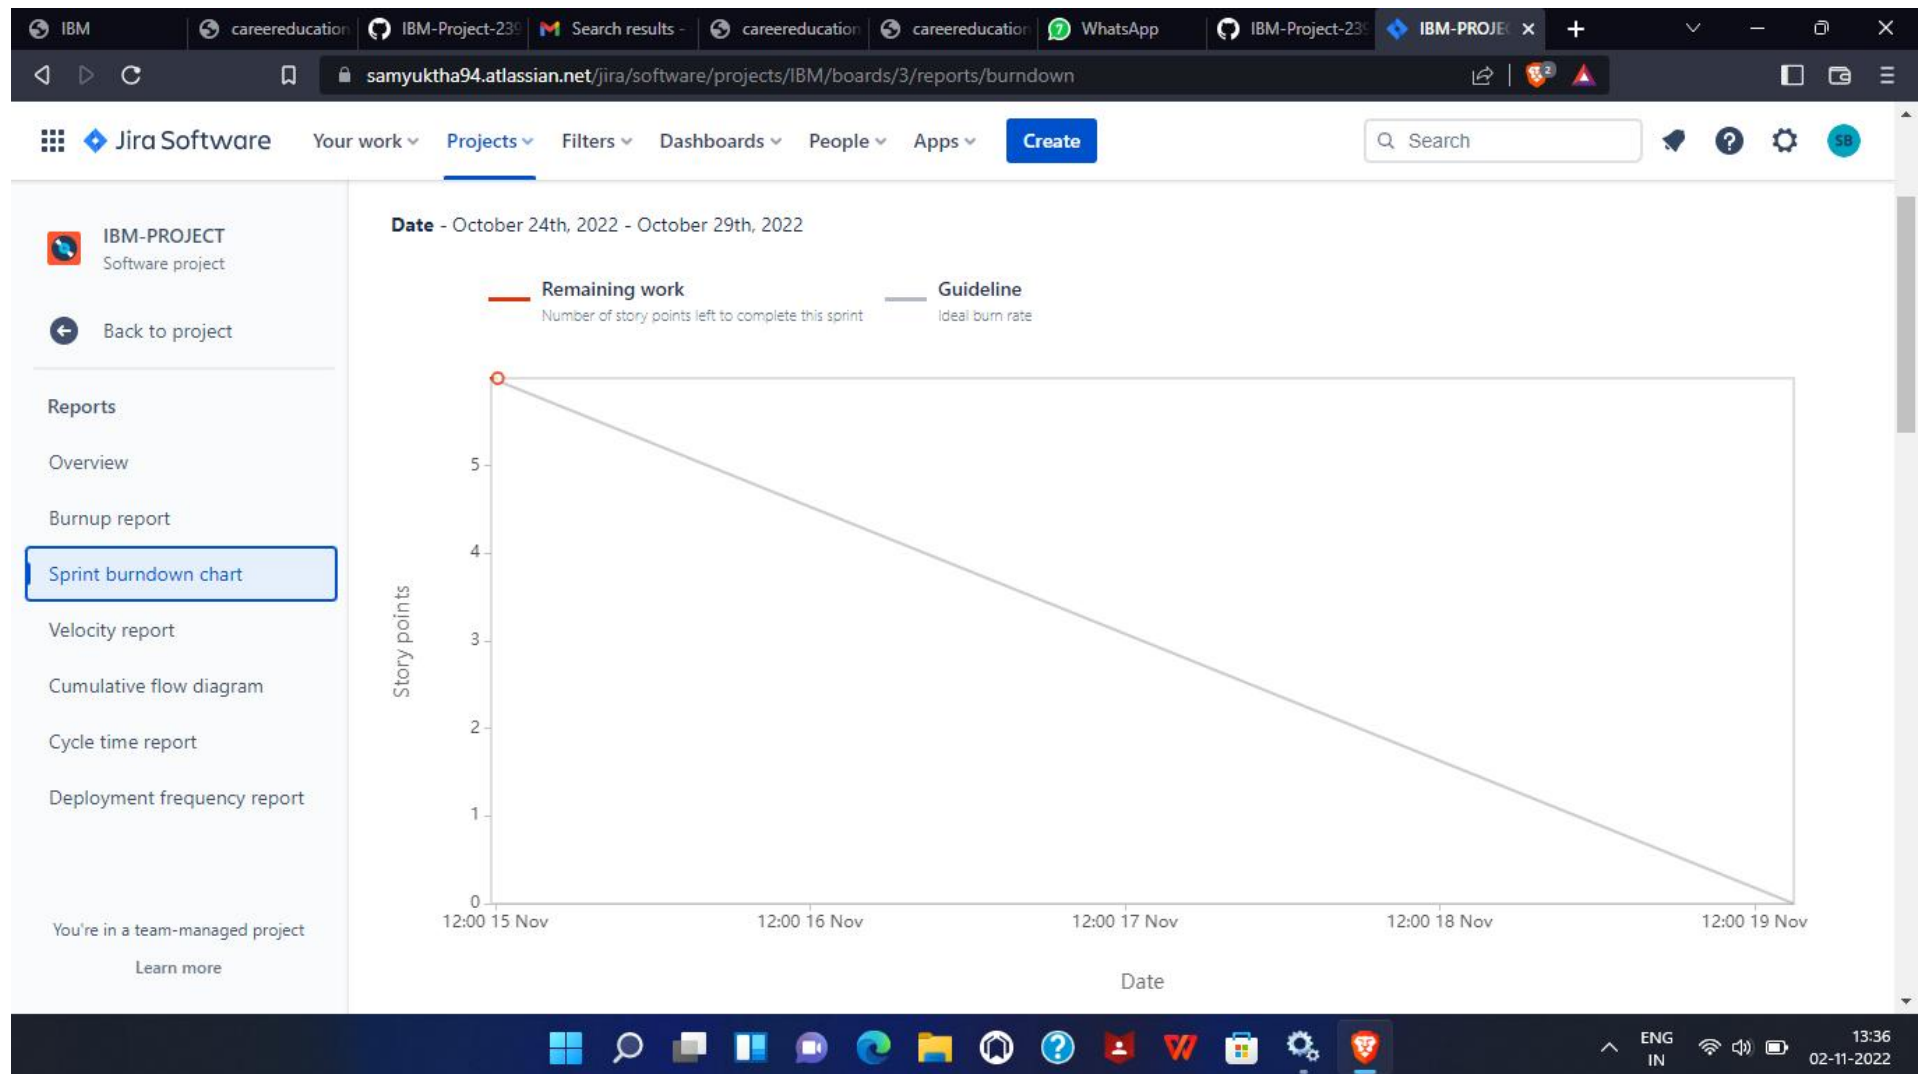 IBM
careereducation
IBM-Project-239
Search results -
careereducation
careereducation
WhatsApp
IBM-Project-239
IBM-PROJE
samyuktha94.atlassian.net/jira/software/projects/IBM/boards/3/reports/burndown
2
Jira Software
Your work
Projects
Filters
Dashboards
People
Apps
Create
Search
SB
IBM-PROJECT
Software project
Back to project
Reports
Overview
Burnup report
Sprint burndown chart
Velocity report
Cumulative flow diagram
Cycle time report
Deployment frequency report
You're in a team-managed project
Learn more
Date - October 24th, 2022 - October 29th, 2022
Remaining work
Number of story points left to complete this sprint
Guideline
Ideal burn rate
Story points
5
4
3
2
1
0
12:00 15 Nov
12:00 16 Nov
12:00 17 Nov
12:00 18 Nov
12:00 19 Nov
Date
ENG
IN
13:36
02-11-2022